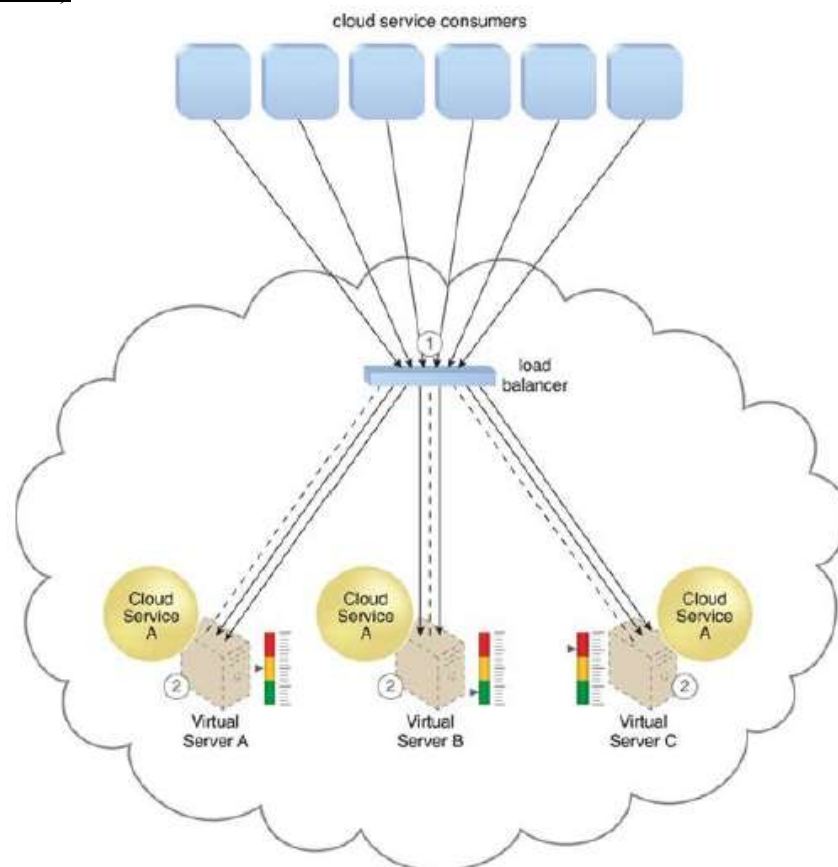 cloud service consumers
1
load
balancer
Cloud
Service
A
Cloud
Service
A
Cloud
Service
A
2
2
2
Virtual
Server A
Virtual
Server B
Virtual
Server C